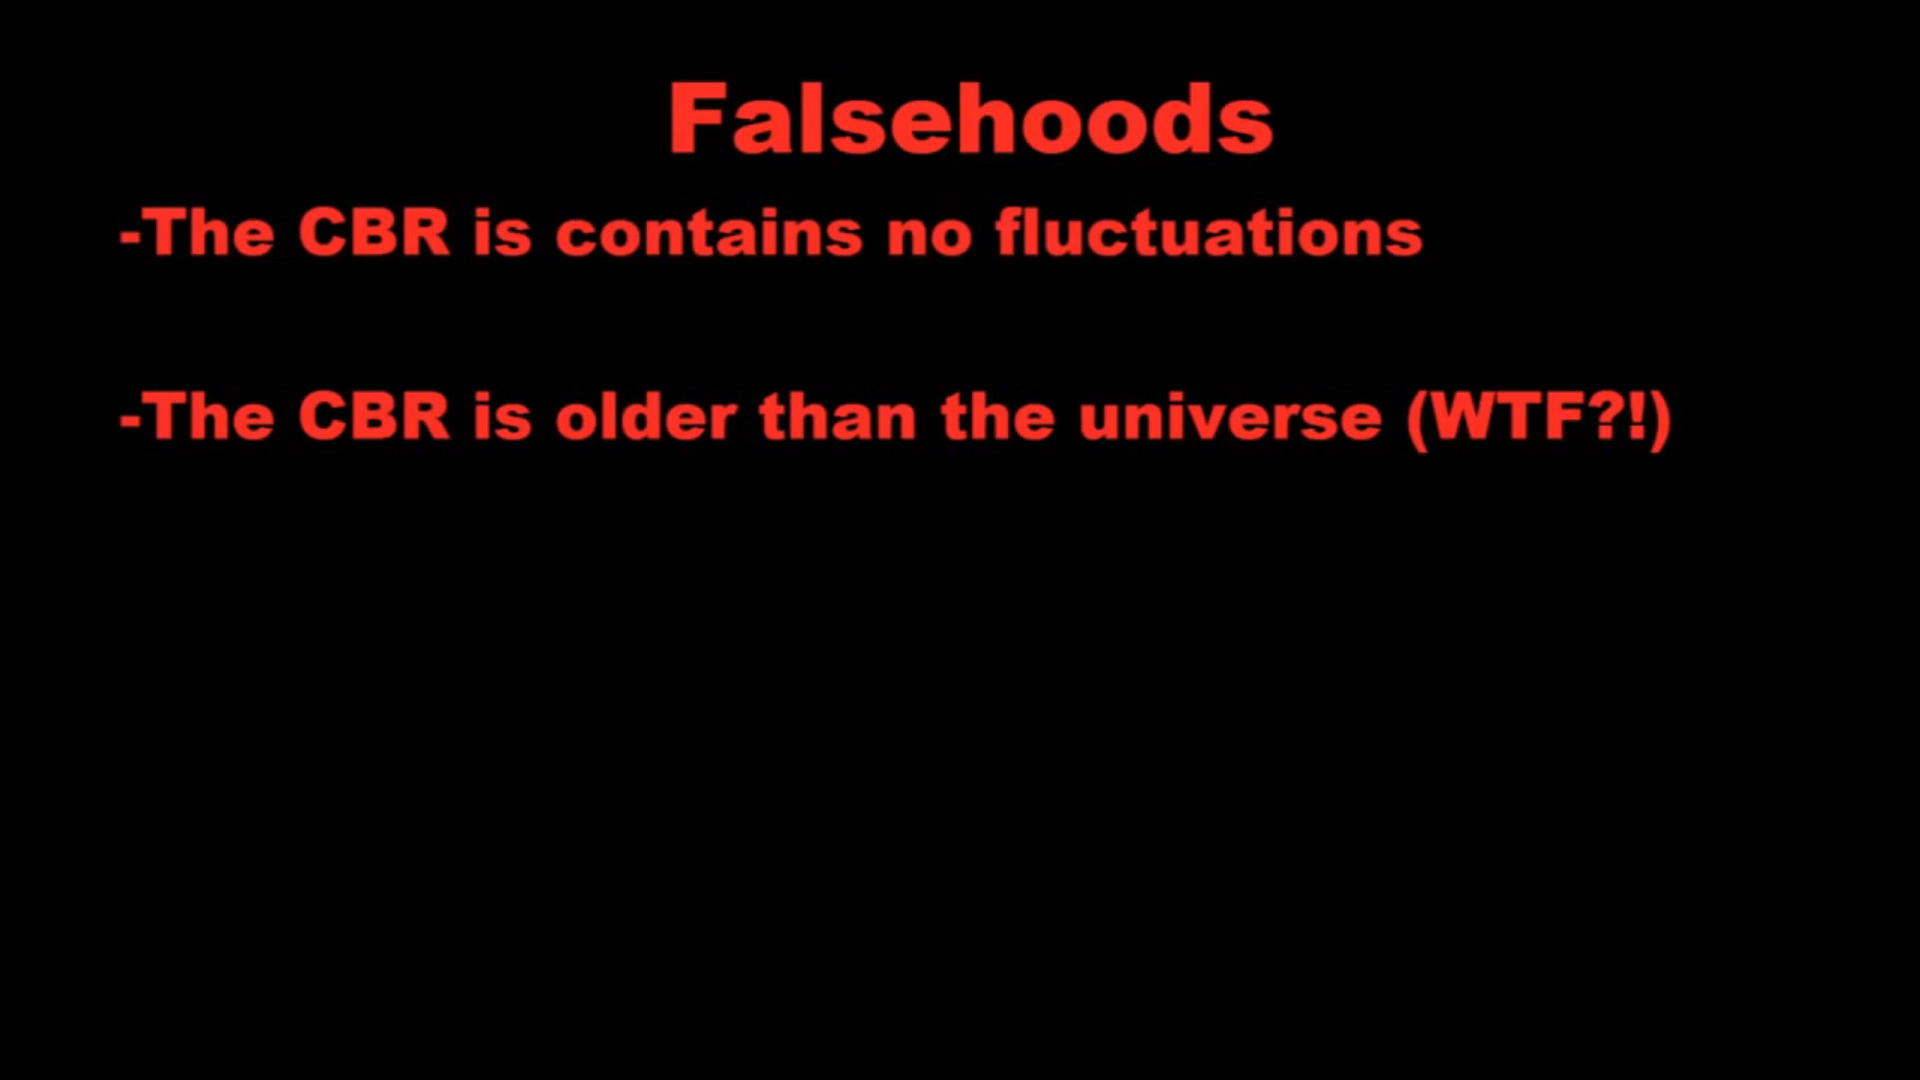 Falsehoods
-The CBR is contains no fluctuations
-The CBR is older than the universe (WTF?!)